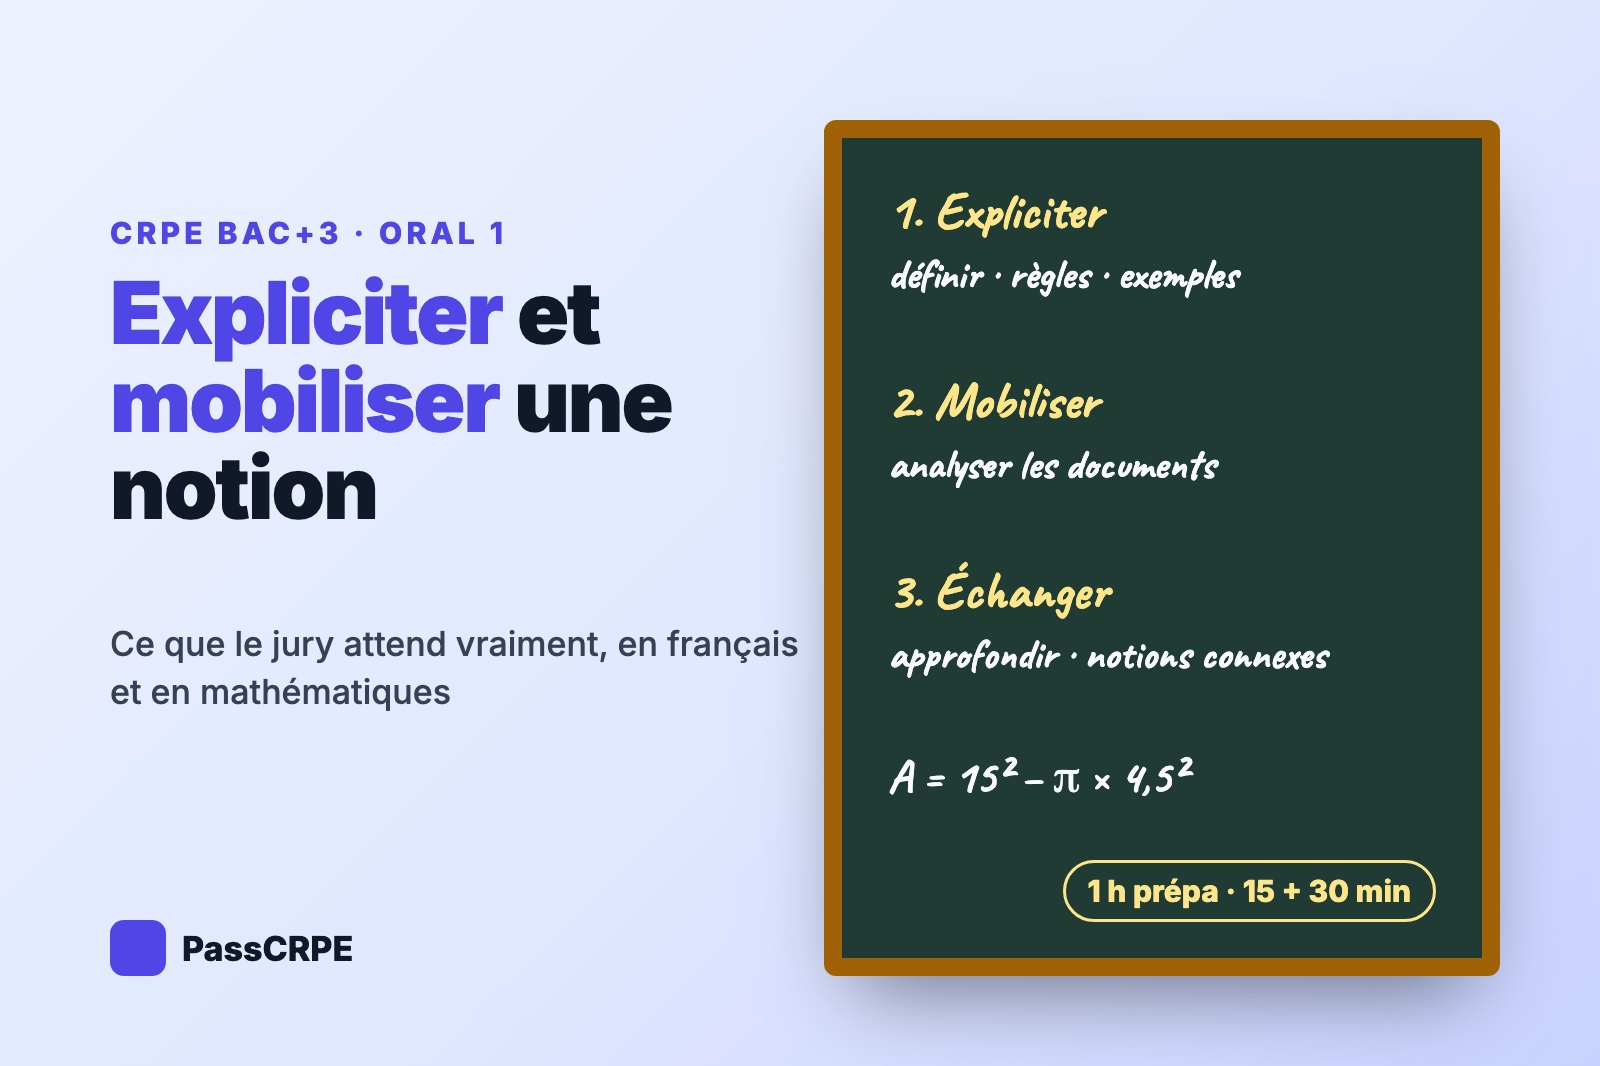 CRPE BAC+3 · ORAL 1
Expliciter et
mobiliser une
notion
Ce que le jury attend vraiment, en français
et en mathématiques
PassCRPE
1. Expliciter
définir · règles · exemples
2. Mobiliser
analyser les documents
3. Échanger
approfondir · notions connexes
A = 15² – π × 4,5²
1 h prépa · 15 + 30 min